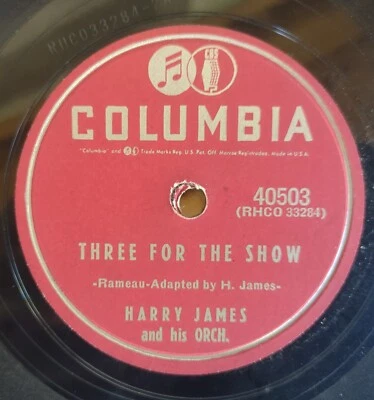 RHCO33284
CBS
COLUMBIA
"Columbia" and Trade Marks Reg. U.S. Pat. Off. Marcas Registradas. Made in U.S.A.
40503
(RHCO 33284)
THREE FOR THE SHOW
-Rameau-Adapted by H. James-
HARRY JAMES
and his ORCH.